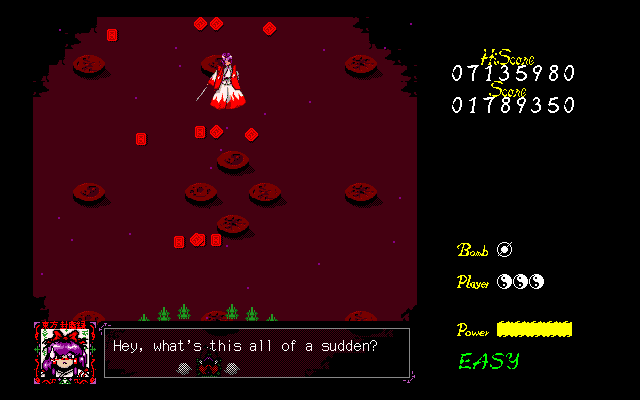 HiScore
07135980
Score
01789350
Bomb
Player
Power
EASY
Hey, what's this all of a sudden?